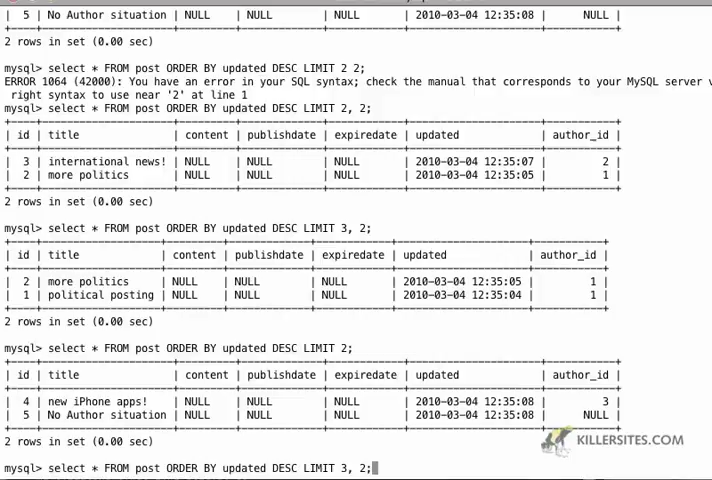 | 5 | No Author situation | NULL | NULL | NULL | 2010-03-04 12:35:08 | NULL |
2 rows in set (0.00 sec)
mysql> select * FROM post ORDER BY updated DESC LIMIT 2 2;
ERROR 1064 (42000): You have an error in your SQL syntax; check the manual that corresponds to your MySQL server v
right syntax to use near '2' at line 1
mysql> select * FROM post ORDER BY updated DESC LIMIT 2, 2;
| id | title | content | publishdate | expiredate | updated | author_id |
| 3 | international news! | NULL | NULL | NULL | 2010-03-04 12:35:07 | 2 |
| 2 | more politics | NULL | NULL | NULL | 2010-03-04 12:35:05 | 1 |
2 rows in set (0.00 sec)
mysql> select * FROM post ORDER BY updated DESC LIMIT 3, 2;
| id | title | content | publishdate | expiredate | updated | author_id |
| 2 | more politics | NULL | NULL | NULL | 2010-03-04 12:35:05 | 1 |
| 1 | political posting | NULL | NULL | NULL | 2010-03-04 12:35:04 | 1 |
2 rows in set (0.00 sec)
mysql> select * FROM post ORDER BY updated DESC LIMIT 2;
| id | title | content | publishdate | expiredate | updated | author_id |
| 4 | new iPhone apps! | NULL | NULL | NULL | 2010-03-04 12:35:08 | 3 |
| 5 | No Author situation | NULL | NULL | NULL | 2010-03-04 12:35:08 | NULL |
2 rows in set (0.00 sec)
KILLERSITES.COM
mysql> select * FROM post ORDER BY updated DESC LIMIT 3, 2;